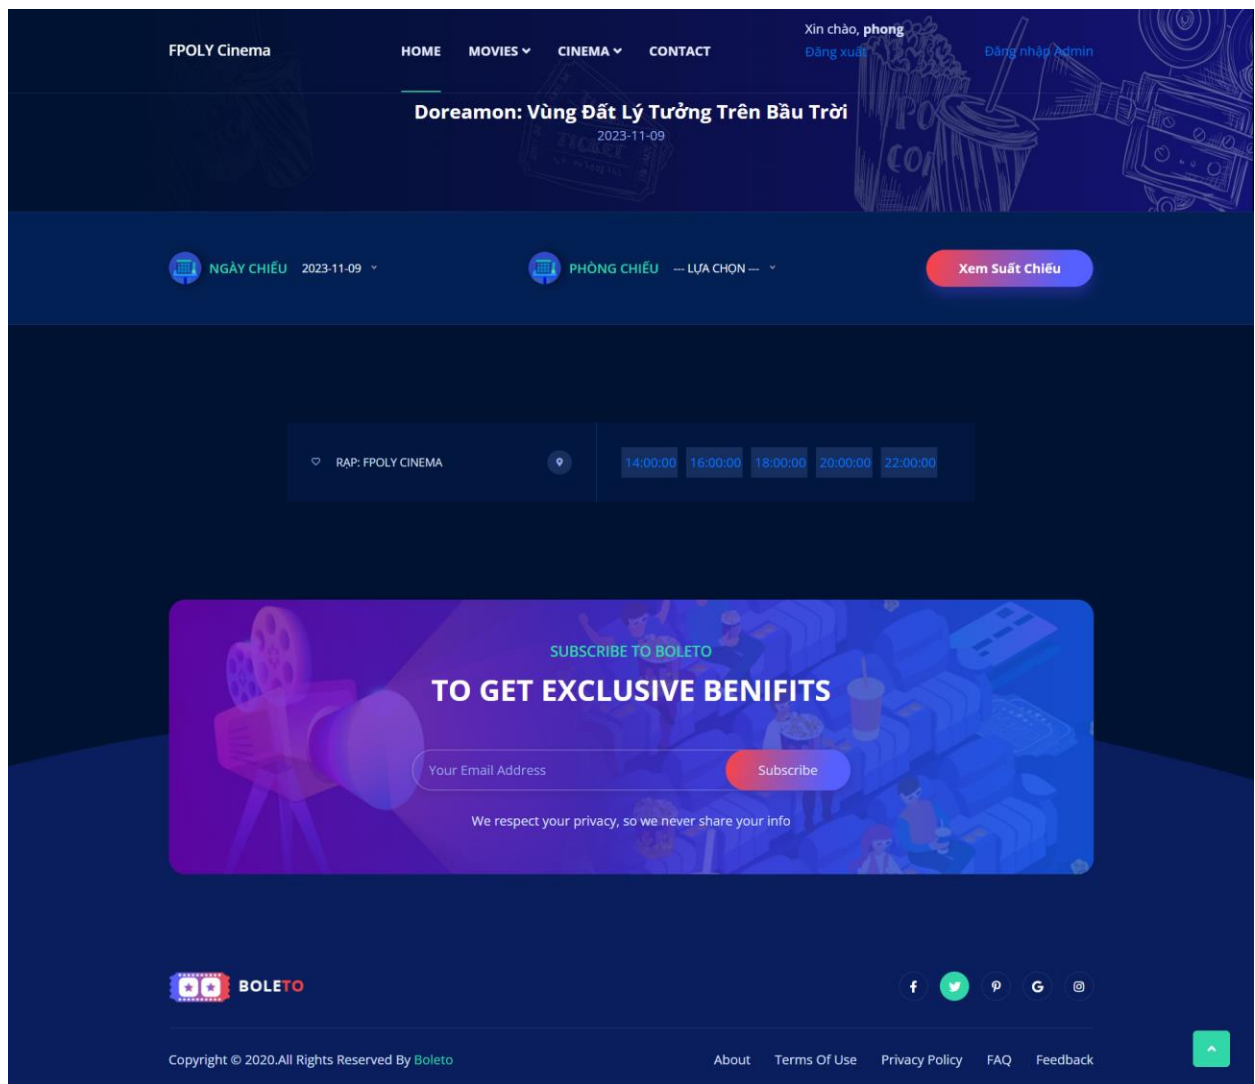 Xin chào, phong
FPOLY Cinema HOME MOVIES CINEMA CONTACT Đăng xuất Đăng nhập Admin
Doreamon: Vùng Đất Lý Tưởng Trên Bầu Trời
2023-11-09
TICKET
POP
COR
NGÀY CHIẾU 2023-11-09 PHÒNG CHIẾU --- LỰA CHỌN --- Xem Suất Chiếu
RẠP: FPOLY CINEMA 14:00:00 16:00:00 18:00:00 20:00:00 22:00:00
SUBSCRIBE TO BOLETO
TO GET EXCLUSIVE BENIFITS
Your Email Address Subscribe
We respect your privacy, so we never share your info
BOLETO
Copyright © 2020.All Rights Reserved By Boleto About Terms Of Use Privacy Policy FAQ Feedback